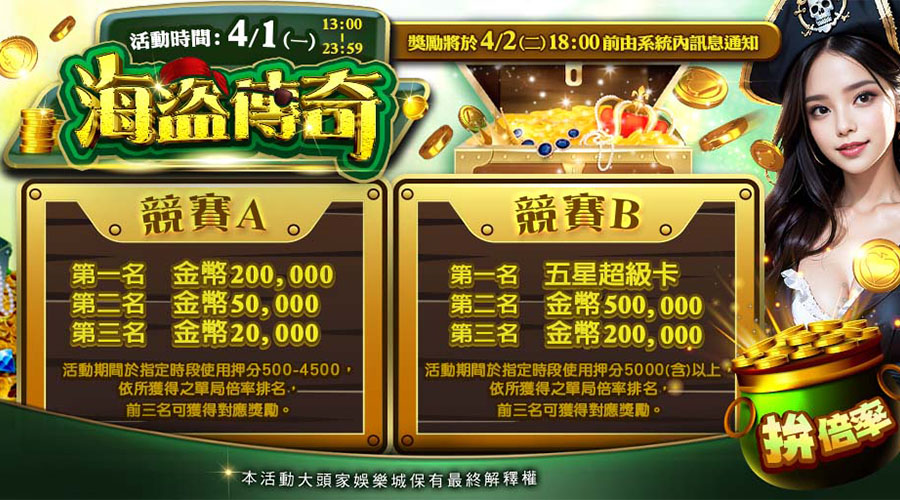 活動時間：4/1(一) 13:00-23:59
獎勵將於4/2(二)18:00前由系統內訊息通知
海盜傳奇
競賽A
第一名 金幣200,000
第二名 金幣50,000
第三名 金幣20,000
活動期間於指定時段使用押分500-4500，
依所獲得之單局倍率排名，
前三名可獲得對應獎勵。
競賽B
第一名 五星超級卡
第二名 金幣500,000
第三名 金幣200,000
活動期間於指定時段使用押分5000(含)以上，
依所獲得之單局倍率排名，
前三名可獲得對應獎勵。
拚倍率
本活動大頭家娛樂城保有最終解釋權